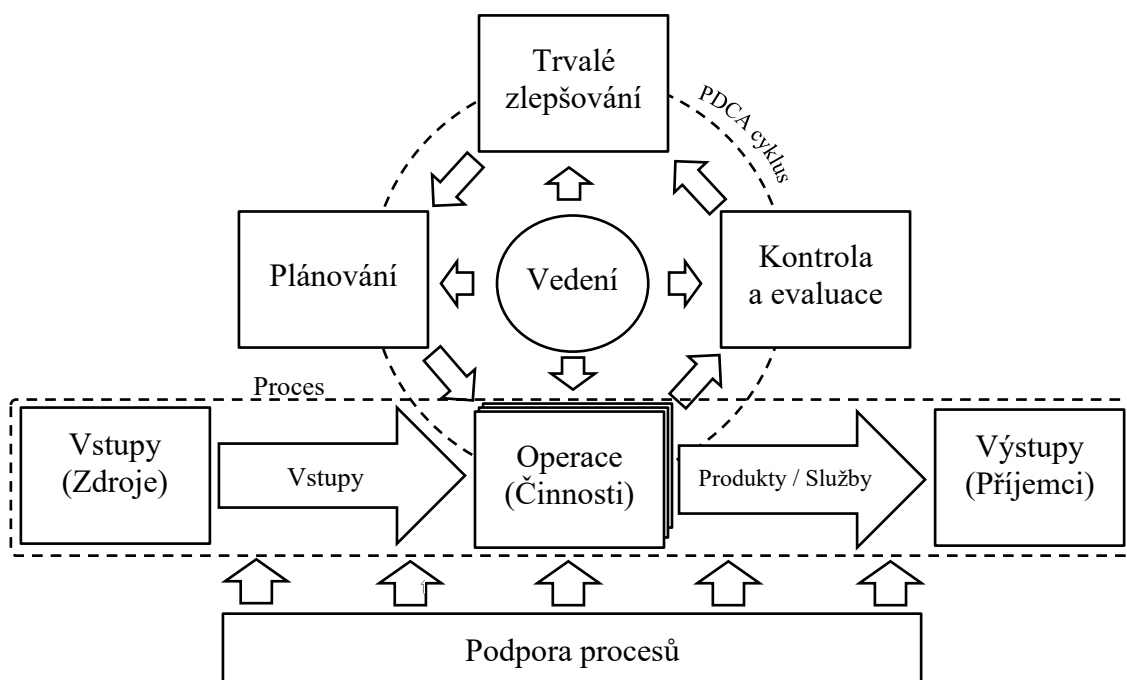 Trvalé
zlepšování
PDCA cyklus
Plánování
Vedení
Kontrola
a evaluace
Proces
Vstupy
(Zdroje)
Vstupy
Operace
(Činnosti)
Produkty / Služby
Výstupy
(Příjemci)
Podpora procesů